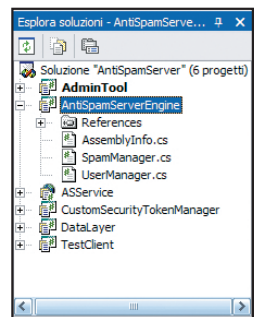 Esplora soluzioni - AntiSpamServe...
Soluzione "AntiSpamServer" (6 progetti)
AdminTool
AntiSpamServerEngine
References
AssemblyInfo.cs
SpamManager.cs
UserManager.cs
ASService
CustomSecurityTokenManager
DataLayer
TestClient